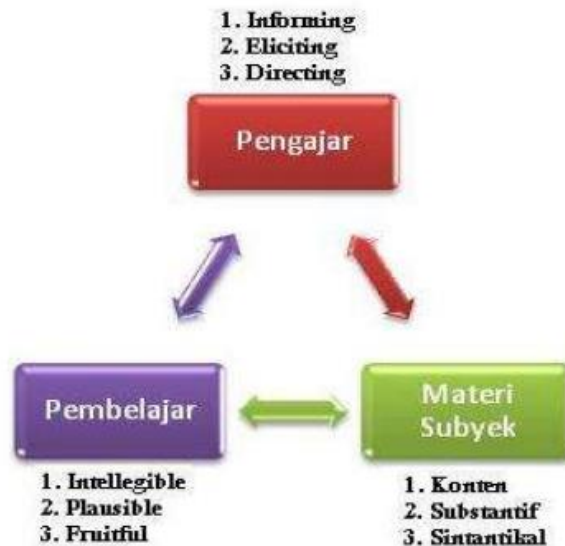 1. Informing
2. Eliciting
3. Directing
Pengajar
Pembelajar
1. Intellegible
2. Plausible
3. Fruitful
Materi
Subyek
1. Konten
2. Substantif
3. Sintantikal